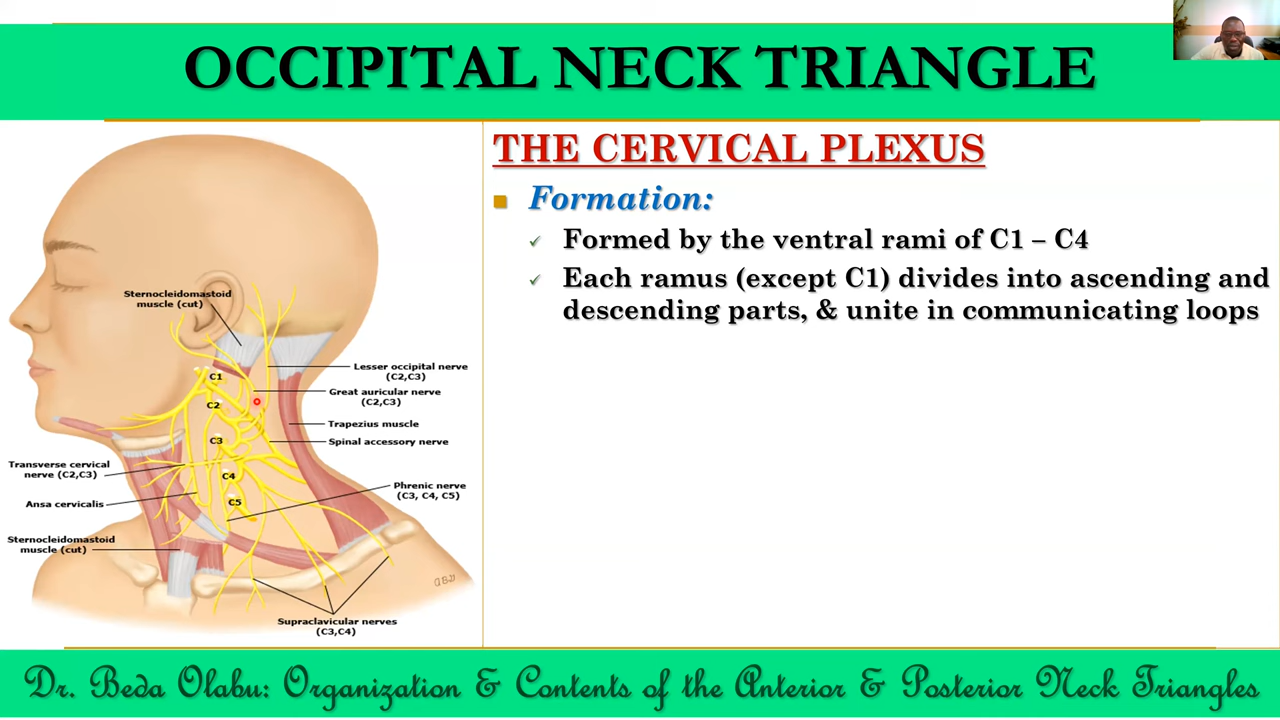 OCCIPITAL NECK TRIANGLE
THE CERVICAL PLEXUS
Formation:
Formed by the ventral rami of C1 – C4
Each ramus (except C1) divides into ascending and
descending parts, & unite in communicating loops
Sternocleidomastoid
muscle (cut)
C1
Lesser occipital nerve
(C2,C3)
Great auricular nerve
(C2,C3)
C2
Trapezius muscle
C3
Spinal accessory nerve
Transverse cervical
nerve (C2,C3)
C4
Phrenic nerve
(C3, C4, C5)
Ansa cervicalis
C5
Sternocleidomastoid
muscle (cut)
Supraclavicular nerves
(C3,C4)
Dr. Beda Olabu: Organization & Contents of the Anterior & Posterior Neck Triangles